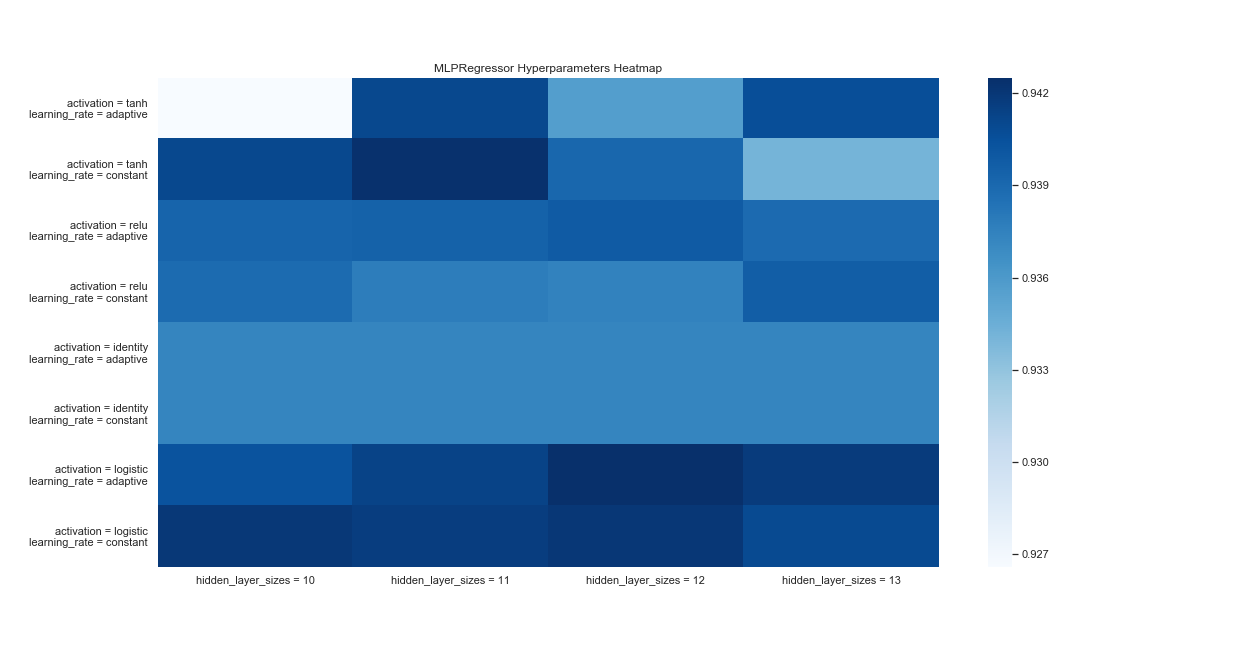 MLPRegressor Hyperparameters Heatmap
activation = tanh
learning_rate = adaptive
activation = tanh
learning_rate = constant
activation = relu
learning_rate = adaptive
activation = relu
learning_rate = constant
activation = identity
learning_rate = adaptive
activation = identity
learning_rate = constant
activation = logistic
learning_rate = adaptive
activation = logistic
learning_rate = constant
hidden_layer_sizes = 10
hidden_layer_sizes = 11
hidden_layer_sizes = 12
hidden_layer_sizes = 13
0.942
0.939
0.936
0.933
0.930
0.927